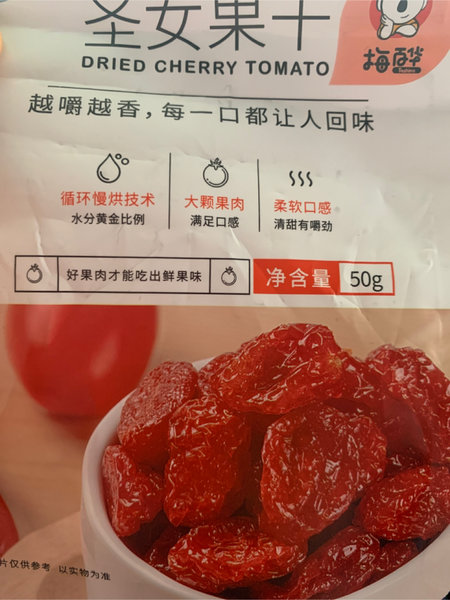 圣女果干
DRIED CHERRY TOMATO
梅骅
越嚼越香，每一口都让人回味
循环慢烘技术
水分黄金比例
大颗果肉
满足口感
柔软口感
清甜有嚼劲
好果肉才能吃出鲜果味
净含量 50g
片仅供参考 以实物为准